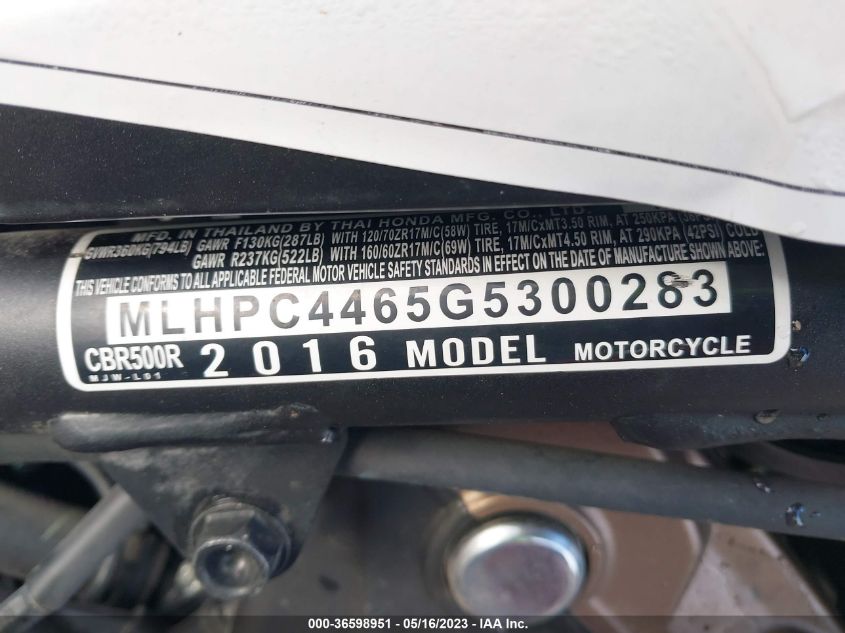 MFD. IN THAILAND BY THAI HONDA MFG. CO., LTD.
GVWR360KG(794LB) GAWR F130KG(287LB) WITH 120/70ZR17M/C(58W) TIRE, 17M/CxMT3.50 RIM, AT 250KPA (36PSI) COLD
GAWR R237KG(522LB) WITH 160/60ZR17M/C(69W) TIRE, 17M/CxMT4.50 RIM, AT 290KPA (42PSI) COLD
THIS VEHICLE CONFORMS TO ALL APPLICABLE FEDERAL MOTOR VEHICLE SAFETY STANDARDS IN EFFECT ON THE DATE OF MANUFACTURE SHOWN ABOVE:
MLHPC4465G5300283
CBR500R 2016 MODEL MOTORCYCLE
MJW-L01
000-36598951 - 05/16/2023 - IAA Inc.